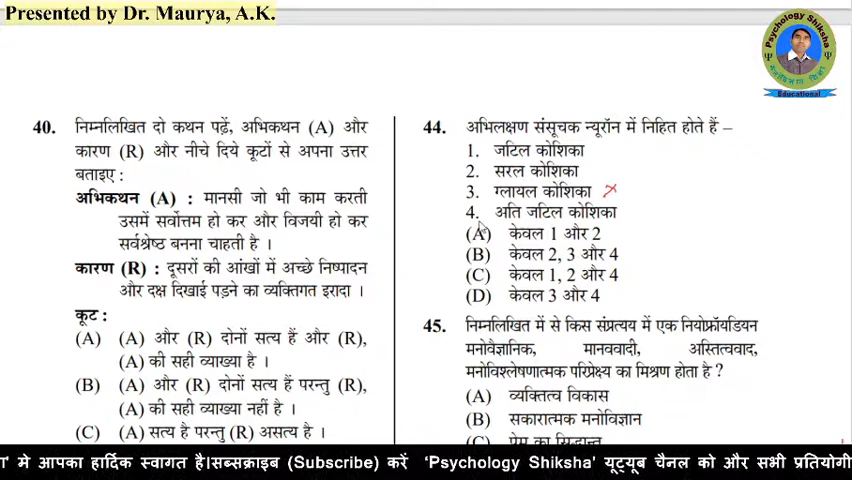 Presented by Dr. Maurya, A.K.
Psychology Shiksha
Educational
40. निम्नलिखित दो कथन पढ़ें, अभिकथन (A) और
कारण (R) और नीचे दिये कूटों से अपना उत्तर
बताइए :
अभिकथन (A) : मानसी जो भी काम करती
उसमें सर्वोत्तम हो कर और विजयी हो कर
सर्वश्रेष्ठ बनना चाहती है ।
कारण (R) : दूसरों की आंखों में अच्छे निष्पादन
और दक्ष दिखाई पड़ने का व्यक्तिगत इरादा ।
कूट :
(A) (A) और (R) दोनों सत्य हैं और (R),
(A) की सही व्याख्या है ।
(B) (A) और (R) दोनों सत्य हैं परन्तु (R),
(A) की सही व्याख्या नहीं है ।
(C) (A) सत्य है परन्तु (R) असत्य है ।
44. अभिलक्षण संसूचक न्यूरॉन में निहित होते हैं –
1. जटिल कोशिका
2. सरल कोशिका
3. ग्लायल कोशिका
4. अति जटिल कोशिका
(A) केवल 1 और 2
(B) केवल 2, 3 और 4
(C) केवल 1, 2 और 4
(D) केवल 3 और 4
45. निम्नलिखित में से किस संप्रत्यय में एक नियोफ्रॉयडियन
मनोवैज्ञानिक, मानववादी, अस्तित्ववाद,
मनोविश्लेषणात्मक परिप्रेक्ष्य का मिश्रण होता है ?
(A) व्यक्तित्व विकास
(B) सकारात्मक मनोविज्ञान
(C) प्रेम का सिद्धान्त
मे आपका हार्दिक स्वागत है।सब्सक्राइब (Subscribe) करें ‘Psychology Shiksha’ यूट्यूब चैनल को और सभी प्रतियोगी